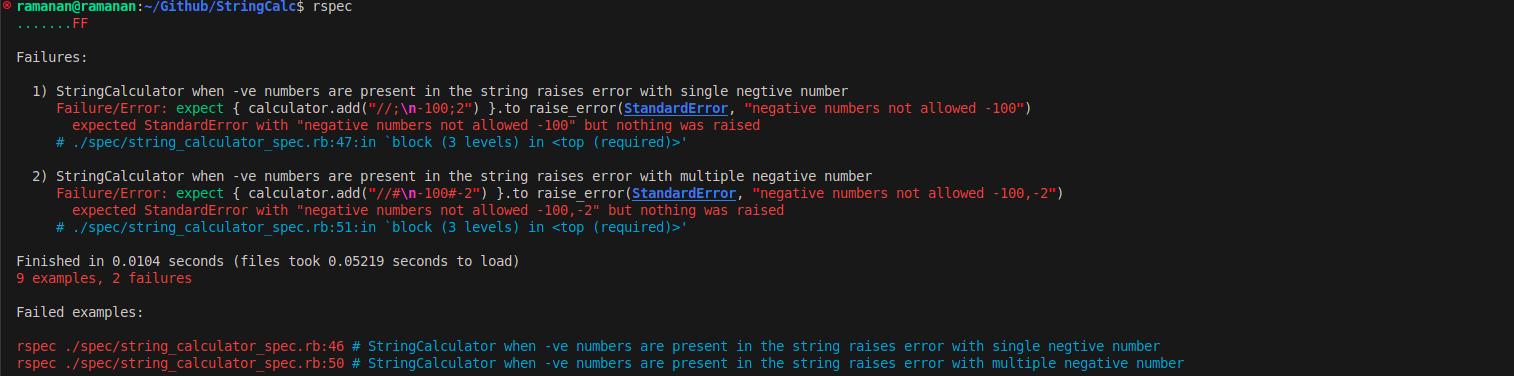 ramanan@ramanan:~/Github/StringCalc$ rspec
.......FF
Failures:
1) StringCalculator when -ve numbers are present in the string raises error with single negtive number
Failure/Error: expect { calculator.add("//;\n-100;2") }.to raise_error(StandardError, "negative numbers not allowed -100")
expected StandardError with "negative numbers not allowed -100" but nothing was raised
# ./spec/string_calculator_spec.rb:47:in `block (3 levels) in <top (required)>'
2) StringCalculator when -ve numbers are present in the string raises error with multiple negative number
Failure/Error: expect { calculator.add("//#\n-100#-2") }.to raise_error(StandardError, "negative numbers not allowed -100,-2")
expected StandardError with "negative numbers not allowed -100,-2" but nothing was raised
# ./spec/string_calculator_spec.rb:51:in `block (3 levels) in <top (required)>'
Finished in 0.0104 seconds (files took 0.05219 seconds to load)
9 examples, 2 failures
Failed examples:
rspec ./spec/string_calculator_spec.rb:46 # StringCalculator when -ve numbers are present in the string raises error with single negtive number
rspec ./spec/string_calculator_spec.rb:50 # StringCalculator when -ve numbers are present in the string raises error with multiple negative number